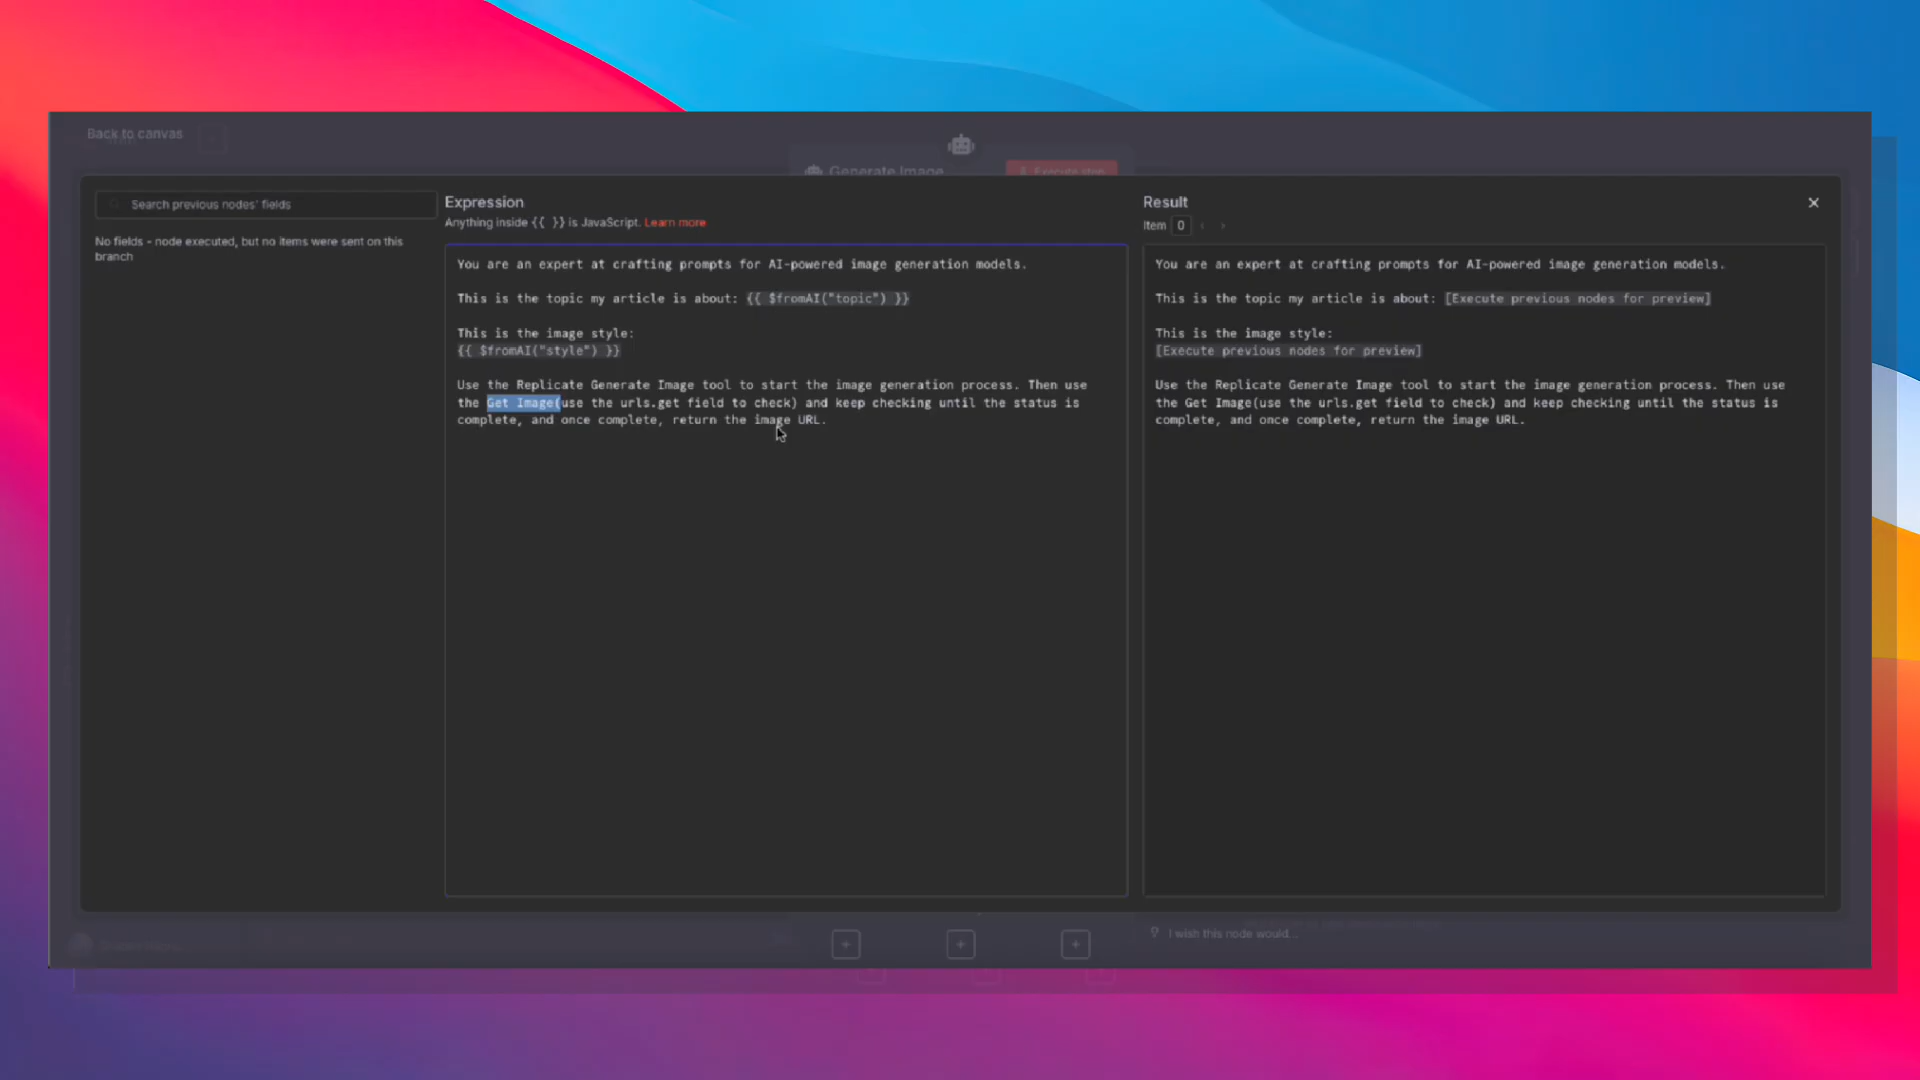 Back to canvas
Generate Image
Execute step
Search previous nodes' fields
No fields - node executed, but no items were sent on this
branch
Expression
Anything inside {{ }} is JavaScript. Learn more
You are an expert at crafting prompts for AI-powered image generation models.
This is the topic my article is about: {{ $fromAI("topic") }}
This is the image style:
{{ $fromAI("style") }}
Use the Replicate Generate Image tool to start the image generation process. Then use
the Get Image(use the urls.get field to check) and keep checking until the status is
complete, and once complete, return the image URL.
Result
Item 0
You are an expert at crafting prompts for AI-powered image generation models.
This is the topic my article is about: [Execute previous nodes for preview]
This is the image style:
[Execute previous nodes for preview]
Use the Replicate Generate Image tool to start the image generation process. Then use
the Get Image(use the urls.get field to check) and keep checking until the status is
complete, and once complete, return the image URL.
I wish this node would...